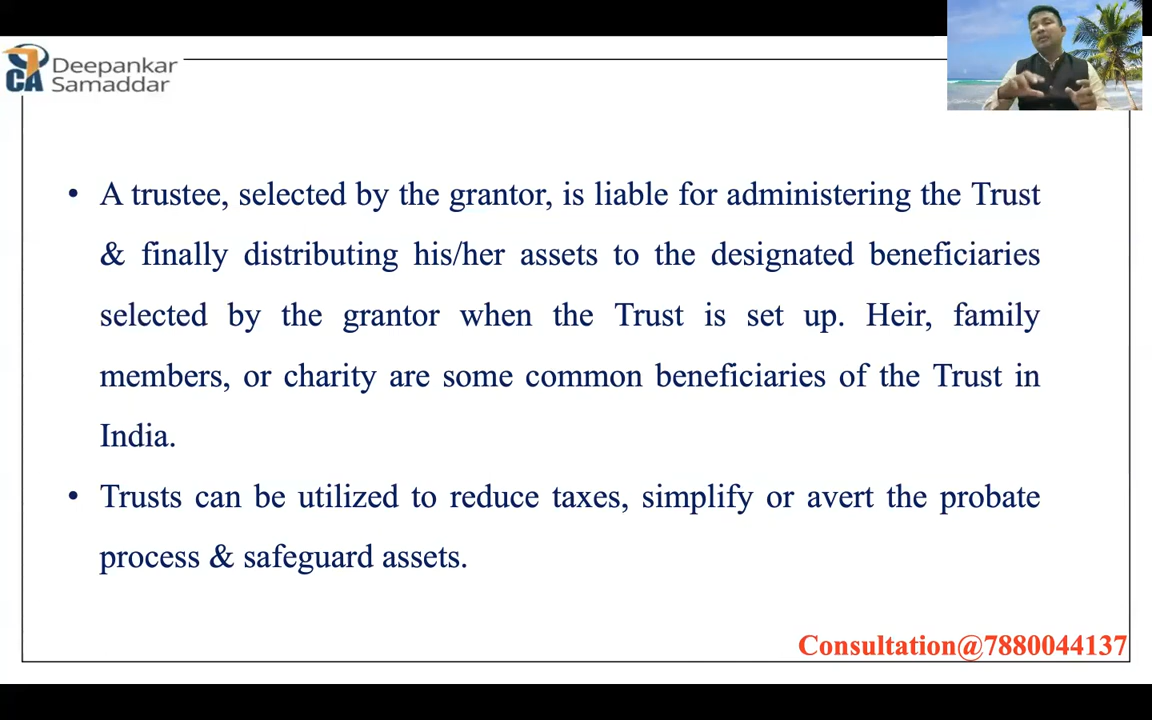 CA Deepankar
Samaddar
• A trustee, selected by the grantor, is liable for administering the Trust
& finally distributing his/her assets to the designated beneficiaries
selected by the grantor when the Trust is set up. Heir, family
members, or charity are some common beneficiaries of the Trust in
India.
• Trusts can be utilized to reduce taxes, simplify or avert the probate
process & safeguard assets.
Consultation@7880044137